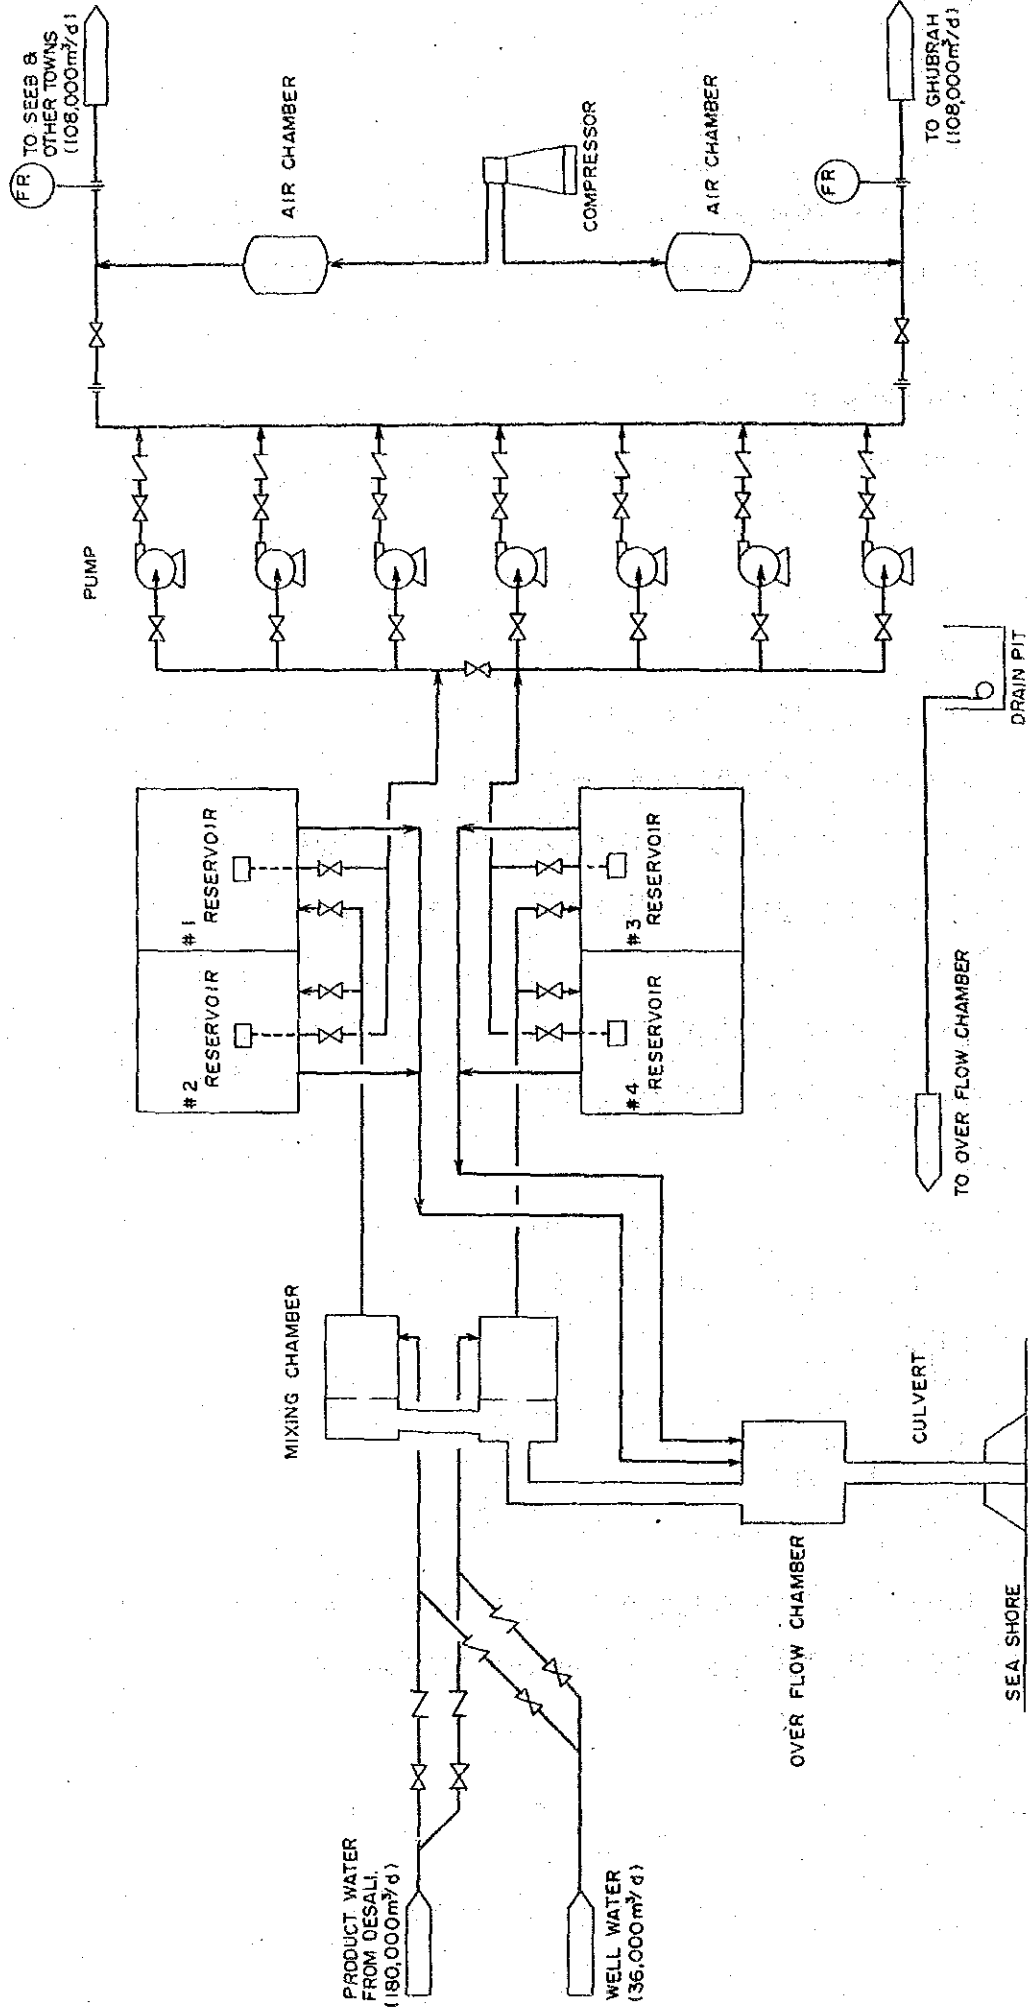 PRODUCT WATER
FROM DESALI.
(180,000m³/d)
WELL WATER
(36,000m³/d)
MIXING CHAMBER
OVER FLOW CHAMBER
SEA SHORE
CULVERT
#2
RESERVOIR
#1
RESERVOIR
#4
RESERVOIR
#3
RESERVOIR
TO OVER FLOW CHAMBER
DRAIN PIT
PUMP
AIR CHAMBER
COMPRESSOR
AIR CHAMBER
FR
TO SEEB &
OTHER TOWNS
(108,000m³/d)
FR
TO GHUBRAH
(108,000m³/d)